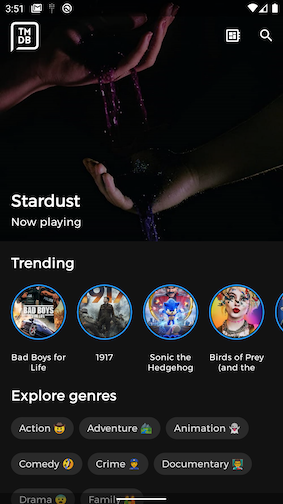 3:51
TM
DB
Stardust
Now playing
Trending
BAD BOYS
Bad Boys for
Life
1917
Sonic the
Hedgehog
Birds of Prey
(and the
Explore genres
Action 🤠
Adventure 🏞️
Animation 👻
Comedy 🤣
Crime 👮
Documentary 👨‍🏫
Drama
Family